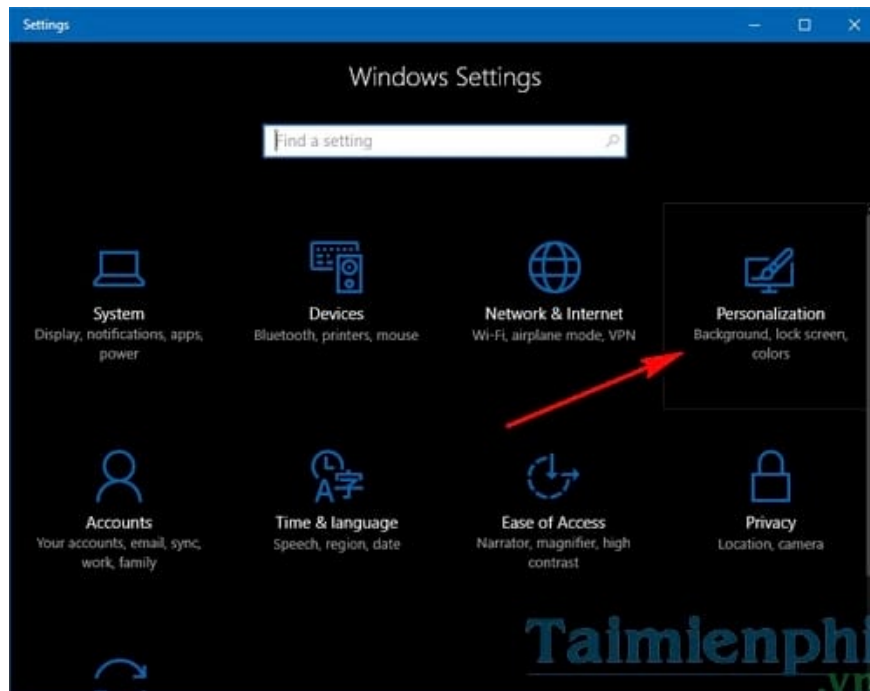 Settings
Windows Settings
Find a setting
System
Display, notifications, apps,
power
Devices
Bluetooth, printers, mouse
Network & Internet
Wi-Fi, airplane mode, VPN
Personalization
Background, lock screen,
colors
Accounts
Your accounts, email, sync,
work, family
Time & language
Speech, region, date
Ease of Access
Narrator, magnifier, high
contrast
Privacy
Location, camera
Taimienphi
.vn